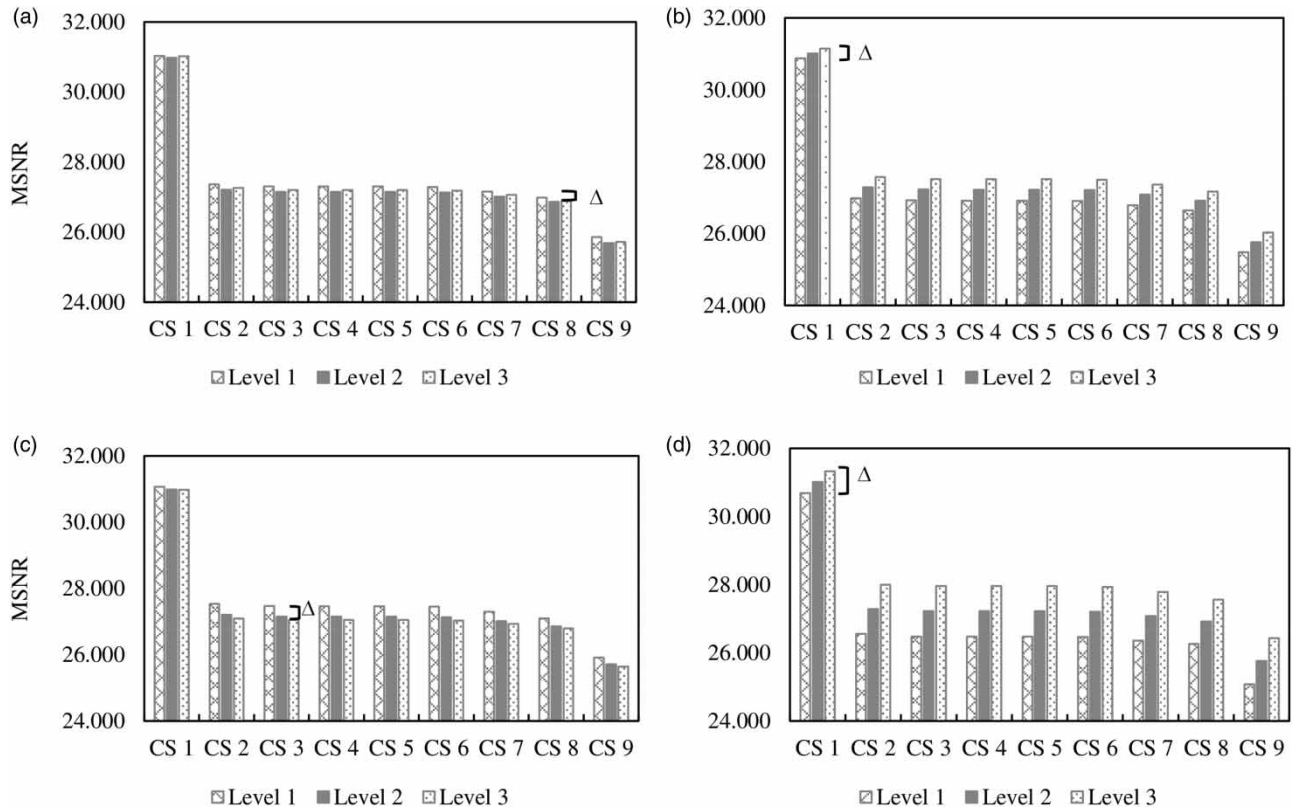 (a)
MSNR
32.000
30.000
28.000
26.000
24.000
Δ
CS 1 CS 2 CS 3 CS 4 CS 5 CS 6 CS 7 CS 8 CS 9
Level 1 Level 2 Level 3
(b)
32.000
30.000
28.000
26.000
24.000
Δ
CS 1 CS 2 CS 3 CS 4 CS 5 CS 6 CS 7 CS 8 CS 9
Level 1 Level 2 Level 3
(c)
MSNR
32.000
30.000
28.000
26.000
24.000
Δ
CS 1 CS 2 CS 3 CS 4 CS 5 CS 6 CS 7 CS 8 CS 9
Level 1 Level 2 Level 3
(d)
32.000
30.000
28.000
26.000
24.000
Δ
CS 1 CS 2 CS 3 CS 4 CS 5 CS 6 CS 7 CS 8 CS 9
Level 1 Level 2 Level 3